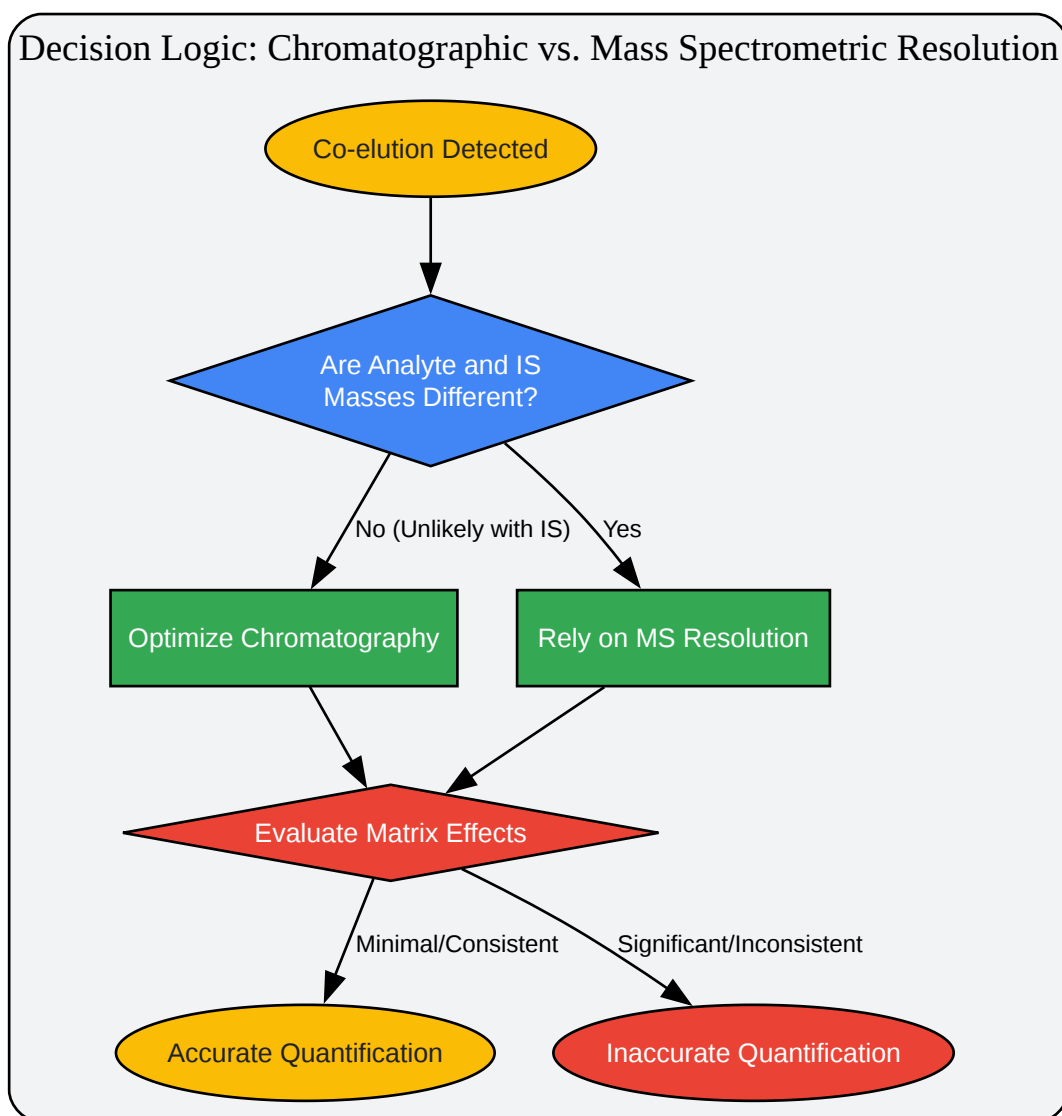 Decision Logic: Chromatographic vs. Mass Spectrometric Resolution
Co-elution Detected
Are Analyte and IS
Masses Different?
No (Unlikely with IS)
Yes
Optimize Chromatography
Rely on MS Resolution
Evaluate Matrix Effects
Minimal/Consistent
Significant/Inconsistent
Accurate Quantification
Inaccurate Quantification